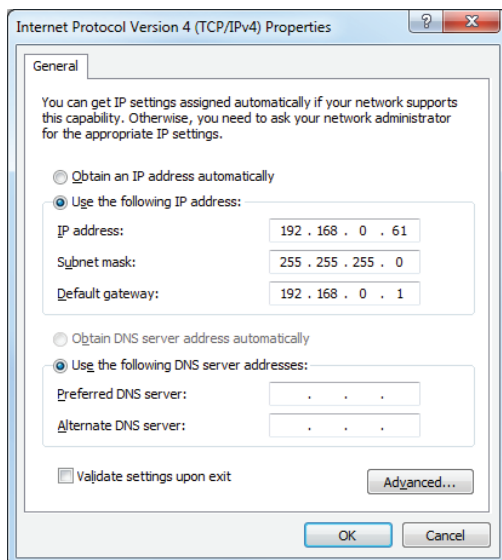 Internet Protocol Version 4 (TCP/IPv4) Properties
General
You can get IP settings assigned automatically if your network supports
this capability. Otherwise, you need to ask your network administrator
for the appropriate IP settings.
Obtain an IP address automatically
Use the following IP address:
IP address: 192 . 168 . 0 . 61
Subnet mask: 255 . 255 . 255 . 0
Default gateway: 192 . 168 . 0 . 1
Obtain DNS server address automatically
Use the following DNS server addresses:
Preferred DNS server: . . .
Alternate DNS server: . . .
Validate settings upon exit
Advanced...
OK Cancel